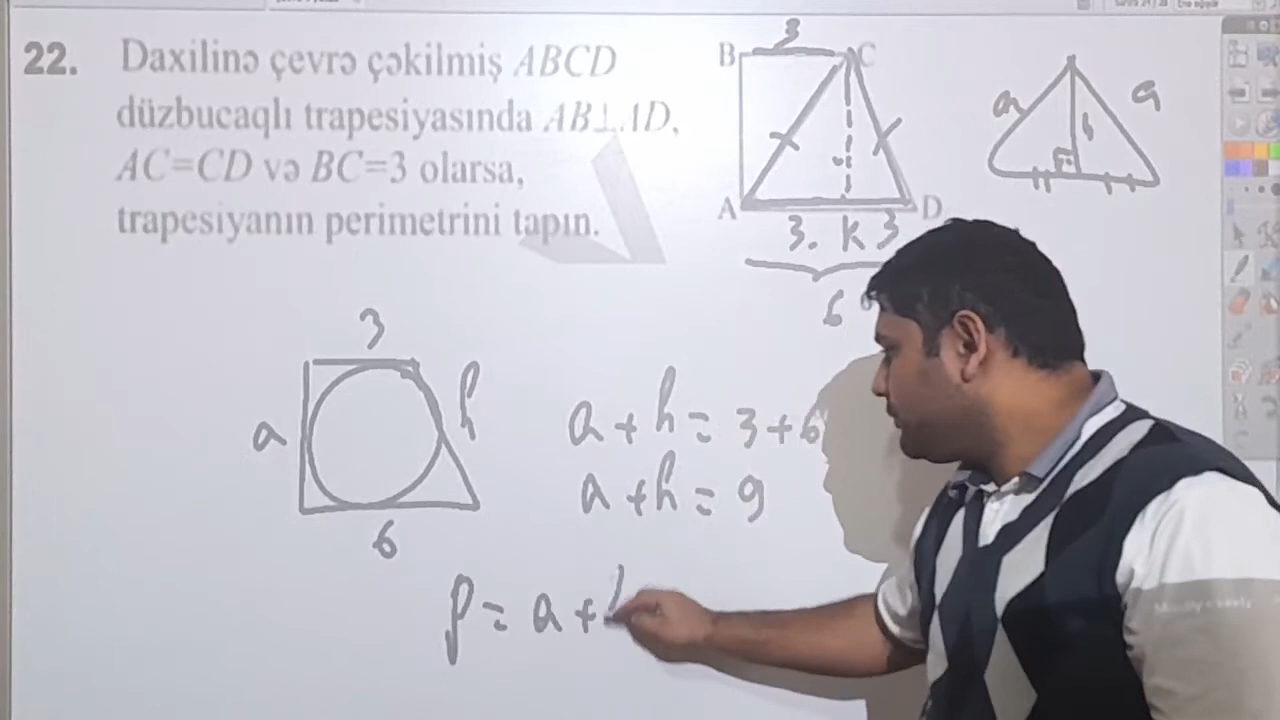 22. Daxilinə çevrə çəkilmiş ABCD
düzbucaqlı trapesiyasında AB⊥AD,
AC=CD və BC=3 olarsa,
trapesiyanın perimetrini tapın.
3
B C
A D
3. K 3
6
a a
h
3
a h
6
a + h = 3 + 6
a + h = 9
P = a +